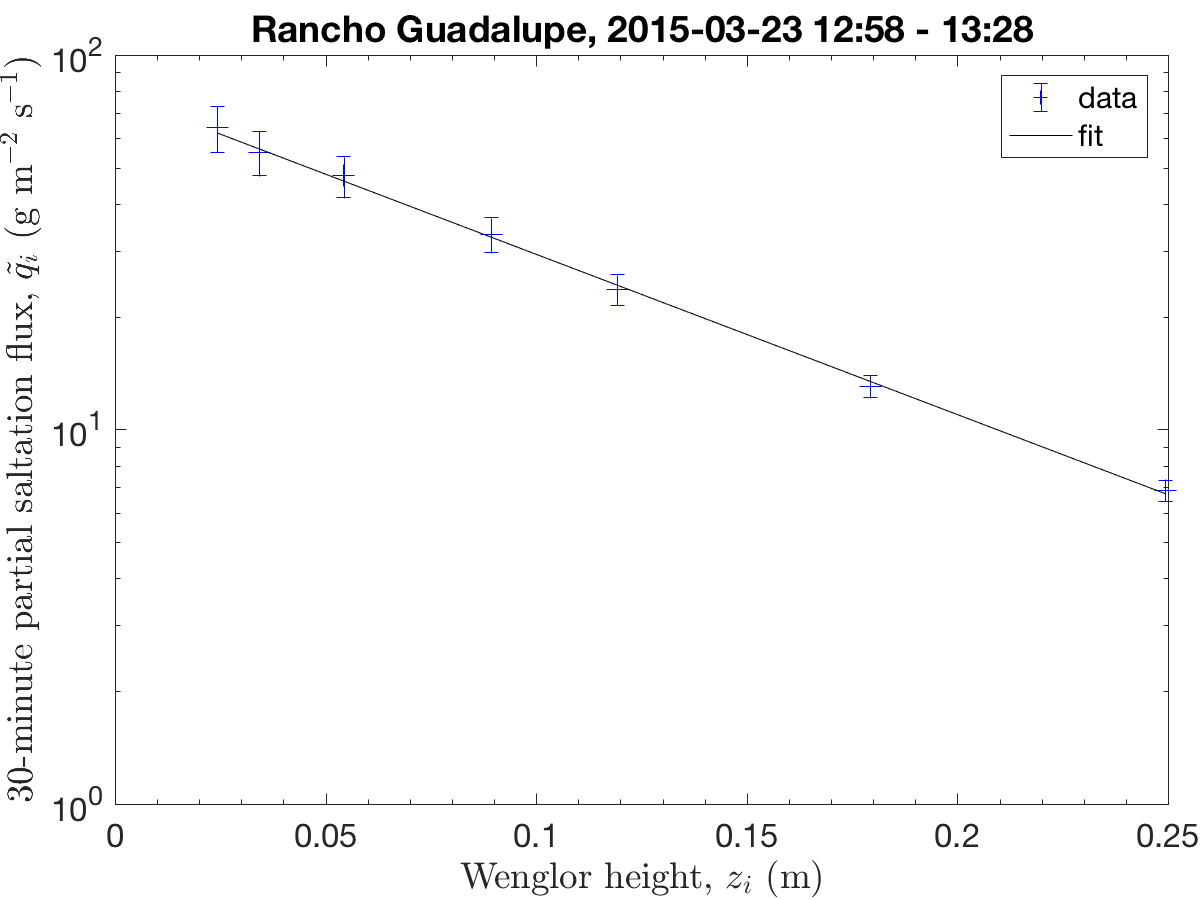 Rancho Guadalupe, 2015-03-23 12:58 - 13:28
30-minute partial saltation flux, q̃ᵢ (g m⁻² s⁻¹)
10²
10¹
10⁰
data
fit
0 0.05 0.1 0.15 0.2 0.25
Wenglor height, zᵢ (m)